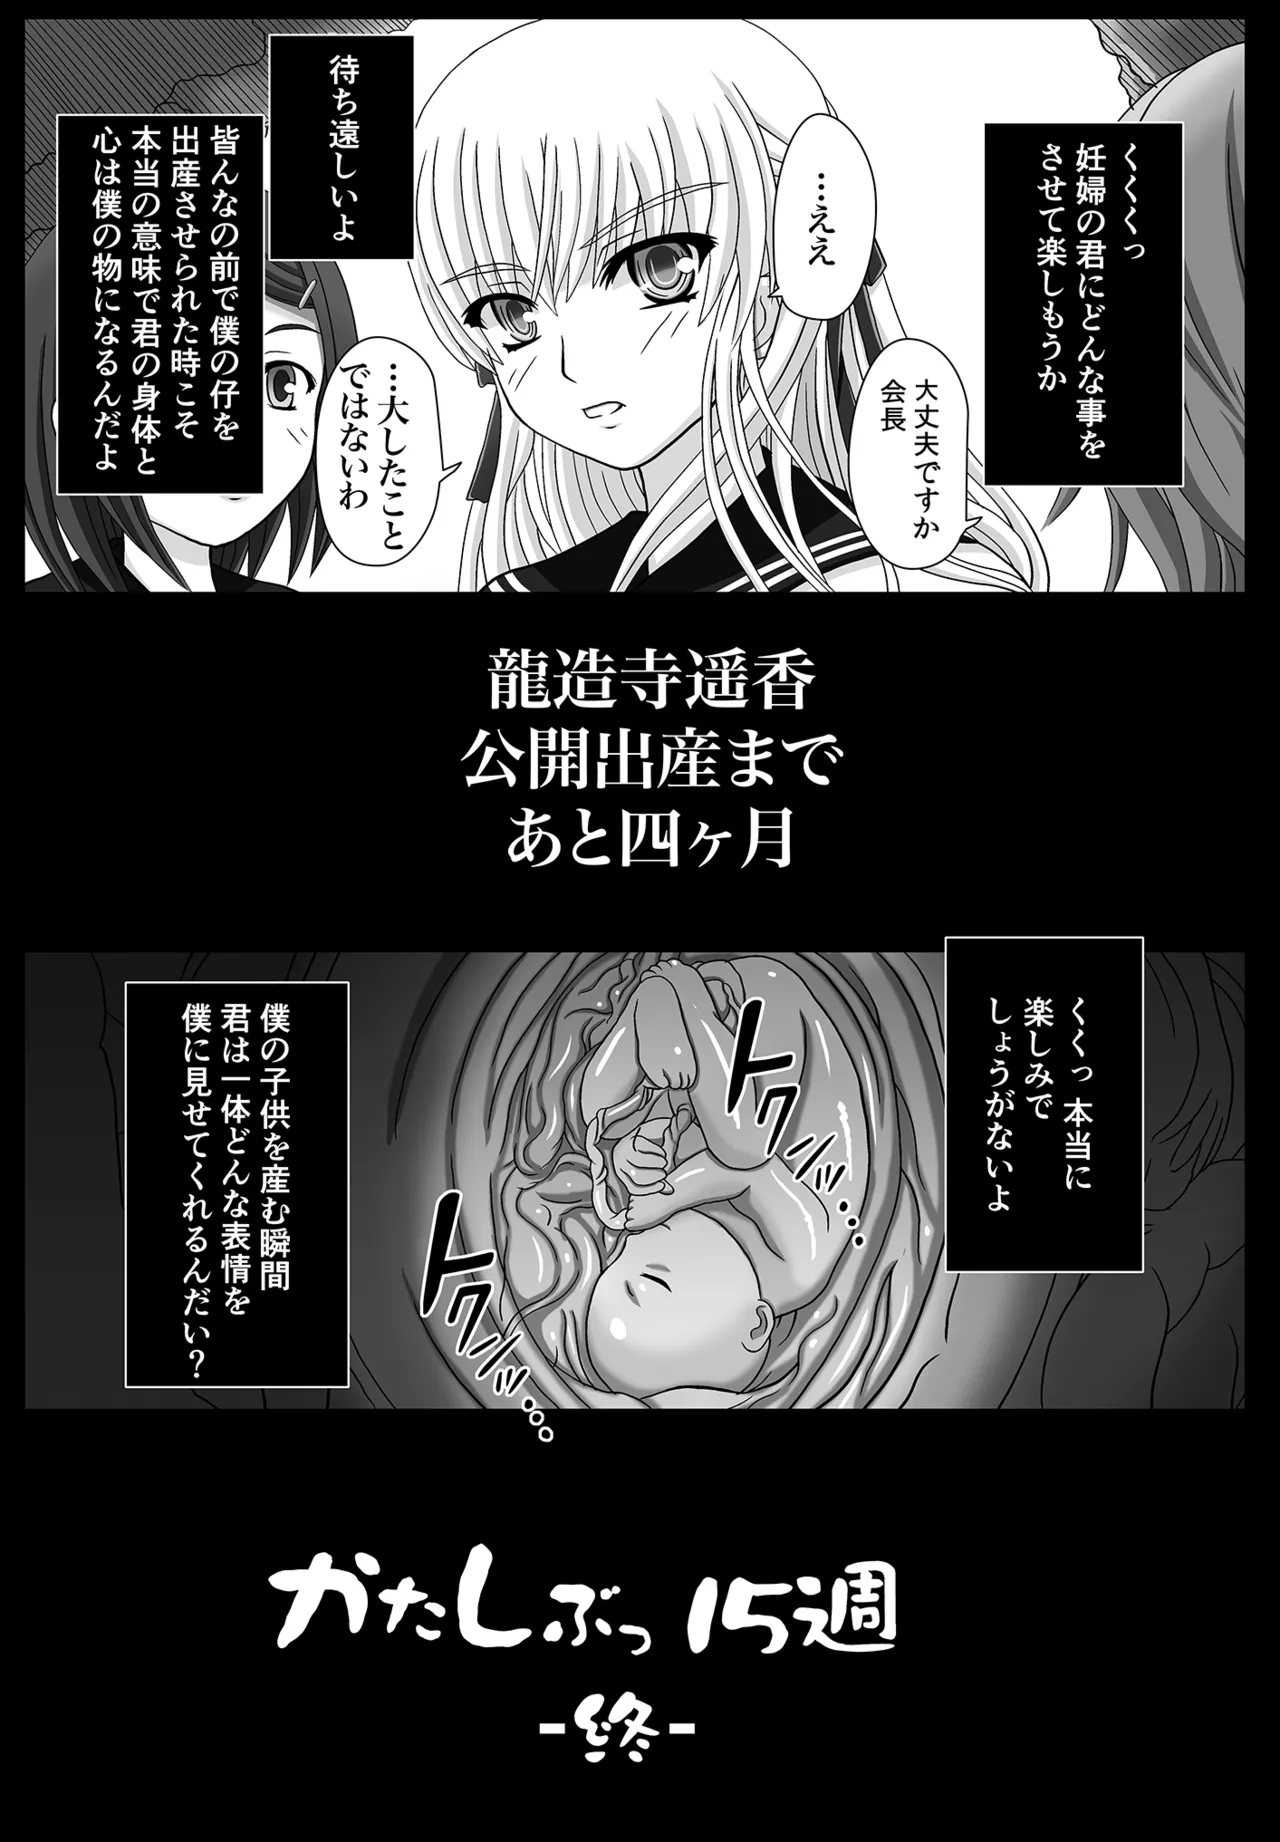 くくくっ
妊婦の君にどんな事を
させて楽しもうか
大丈夫ですか
会長
…ええ
…大したこと
ではないわ
待ち遠しいよ
皆んなの前で僕の仔を
出産させられた時こそ
本当の意味で君の身体と
心は僕の物になるんだよ
龍造寺遥香
公開出産まで
あと四ヶ月
くくっ 本当に
楽しみで
しょうがないよ
トクン…
トクン…
僕の子供を産む瞬間
君は一体どんな表情を
僕に見せてくれるんだい?
かたしぶっ 15週
-終-